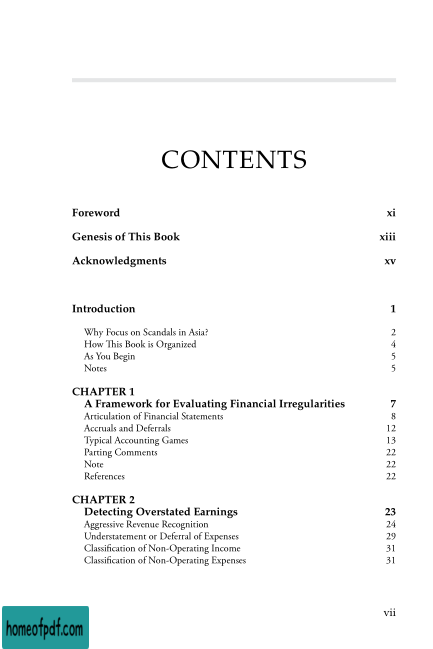 CONTENTS
Foreword xi
Genesis of This Book xiii
Acknowledgments xv
Introduction 1
Why Focus on Scandals in Asia? 2
How This Book is Organized 4
As You Begin 5
Notes 5
CHAPTER 1
A Framework for Evaluating Financial Irregularities 7
Articulation of Financial Statements 8
Accruals and Deferrals 12
Typical Accounting Games 13
Parting Comments 22
Note 22
References 22
CHAPTER 2
Detecting Overstated Earnings 23
Aggressive Revenue Recognition 24
Understatement or Deferral of Expenses 29
Classification of Non-Operating Income 31
Classification of Non-Operating Expenses 31
vii
homeofpdf.com